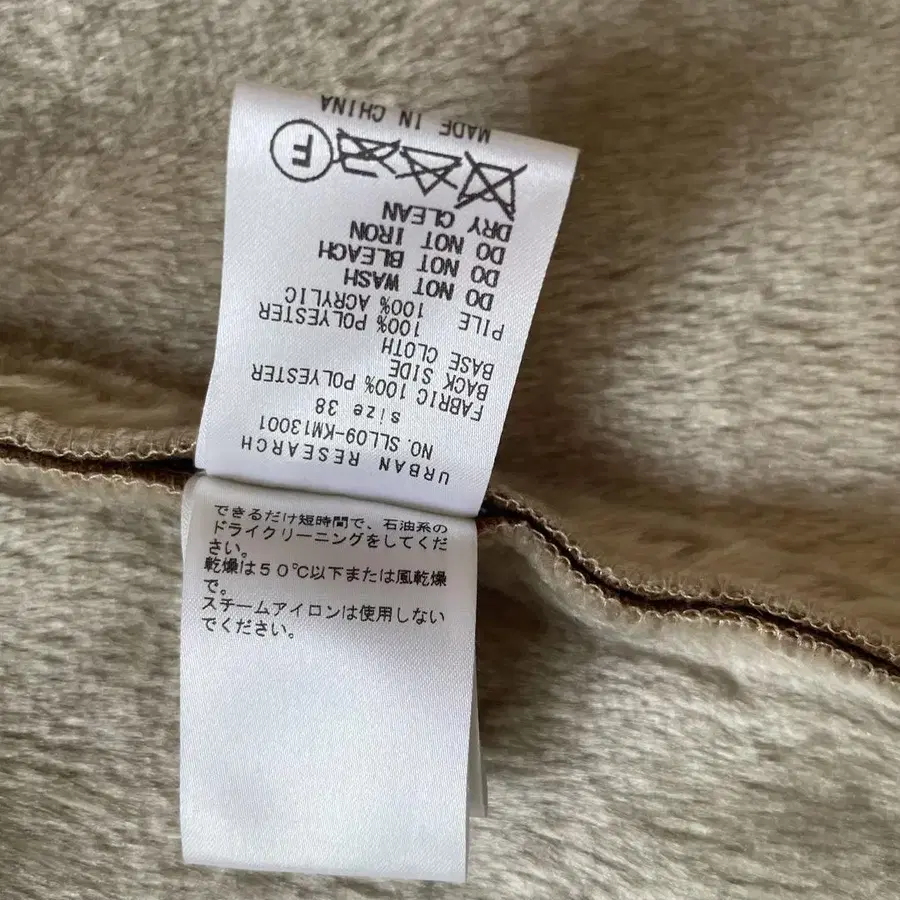 URBAN RESEARCH
NO. SLL09-KM13001
size 38
FABRIC 100% POLYESTER
BACK SIDE
BASE CLOTH
100% POLYESTER
PILE 100% ACRYLIC
DO NOT WASH
DO NOT BLEACH
DO NOT IRON
DRY CLEAN
F
MADE IN CHINA
できるだけ短時間で、石油系の
ドライクリーニングをしてくだ
さい。
乾燥は50℃以下または風乾燥
で。
スチームアイロンは使用しない
でください。